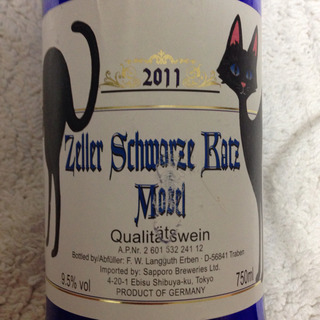 2011
Zeller Schwarze Katz
Mosel
Qualitätswein
A.P.Nr. 2 601 532 241 12
Bottled by/Abfüller: F. W. Langguth Erben · D-56841 Traben
Imported by: Sapporo Breweries Ltd.
9.5% vol
4-20-1 Ebisu Shibuya-ku, Tokyo
750ml
PRODUCT OF GERMANY